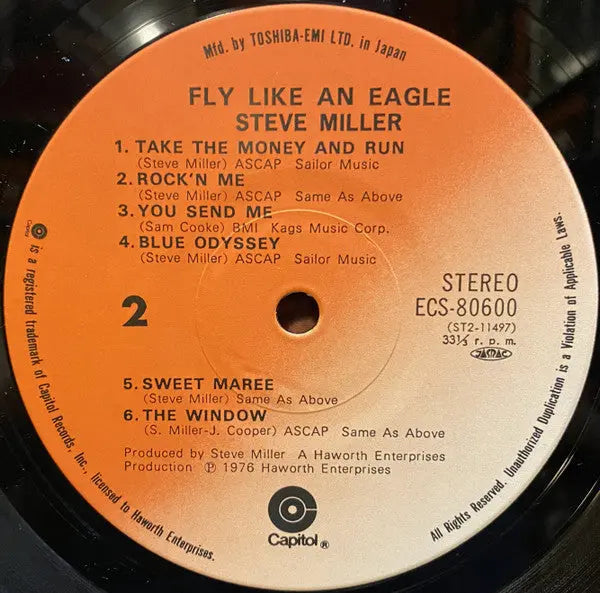 Mfd. by TOSHIBA-EMI LTD. in Japan
FLY LIKE AN EAGLE
STEVE MILLER
1. TAKE THE MONEY AND RUN
(Steve Miller) ASCAP Sailor Music
2. ROCK'N ME
(Steve Miller) ASCAP Same As Above
3. YOU SEND ME
(Sam Cooke) BMI Kags Music Corp.
4. BLUE ODYSSEY
(Steve Miller) ASCAP Sailor Music
2
STEREO
ECS-80600
(ST2-11497)
33⅓ r. p. m.
JASRAC
5. SWEET MAREE
(Steve Miller) Same As Above
6. THE WINDOW
(S. Miller-J. Cooper) ASCAP Same As Above
Produced by Steve Miller A Haworth Enterprises
Production ℗ 1976 Haworth Enterprises
Capitol®
Capitol is a registered trademark of Capitol Records, Inc., licensed to Haworth Enterprises.
All Rights Reserved. Unauthorized Duplication is a Violation of Applicable Laws.